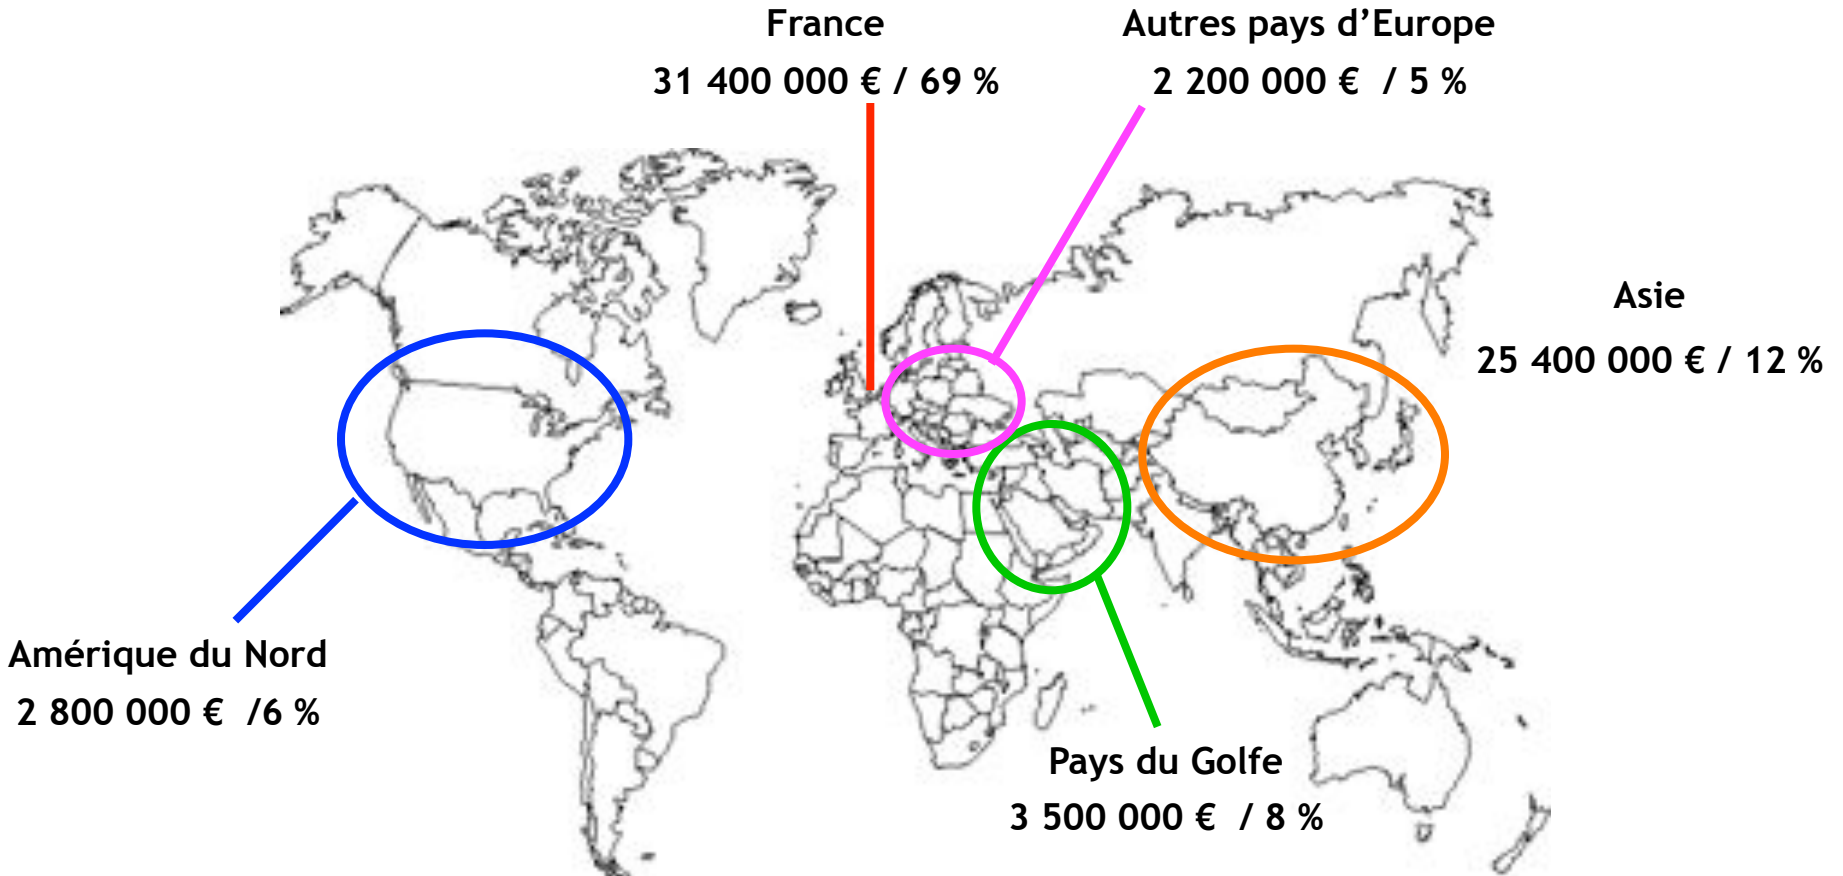 France
31 400 000 € / 69 %
Autres pays d’Europe
2 200 000 € / 5 %
Asie
25 400 000 € / 12 %
Amérique du Nord
2 800 000 € /6 %
Pays du Golfe
3 500 000 € / 8 %